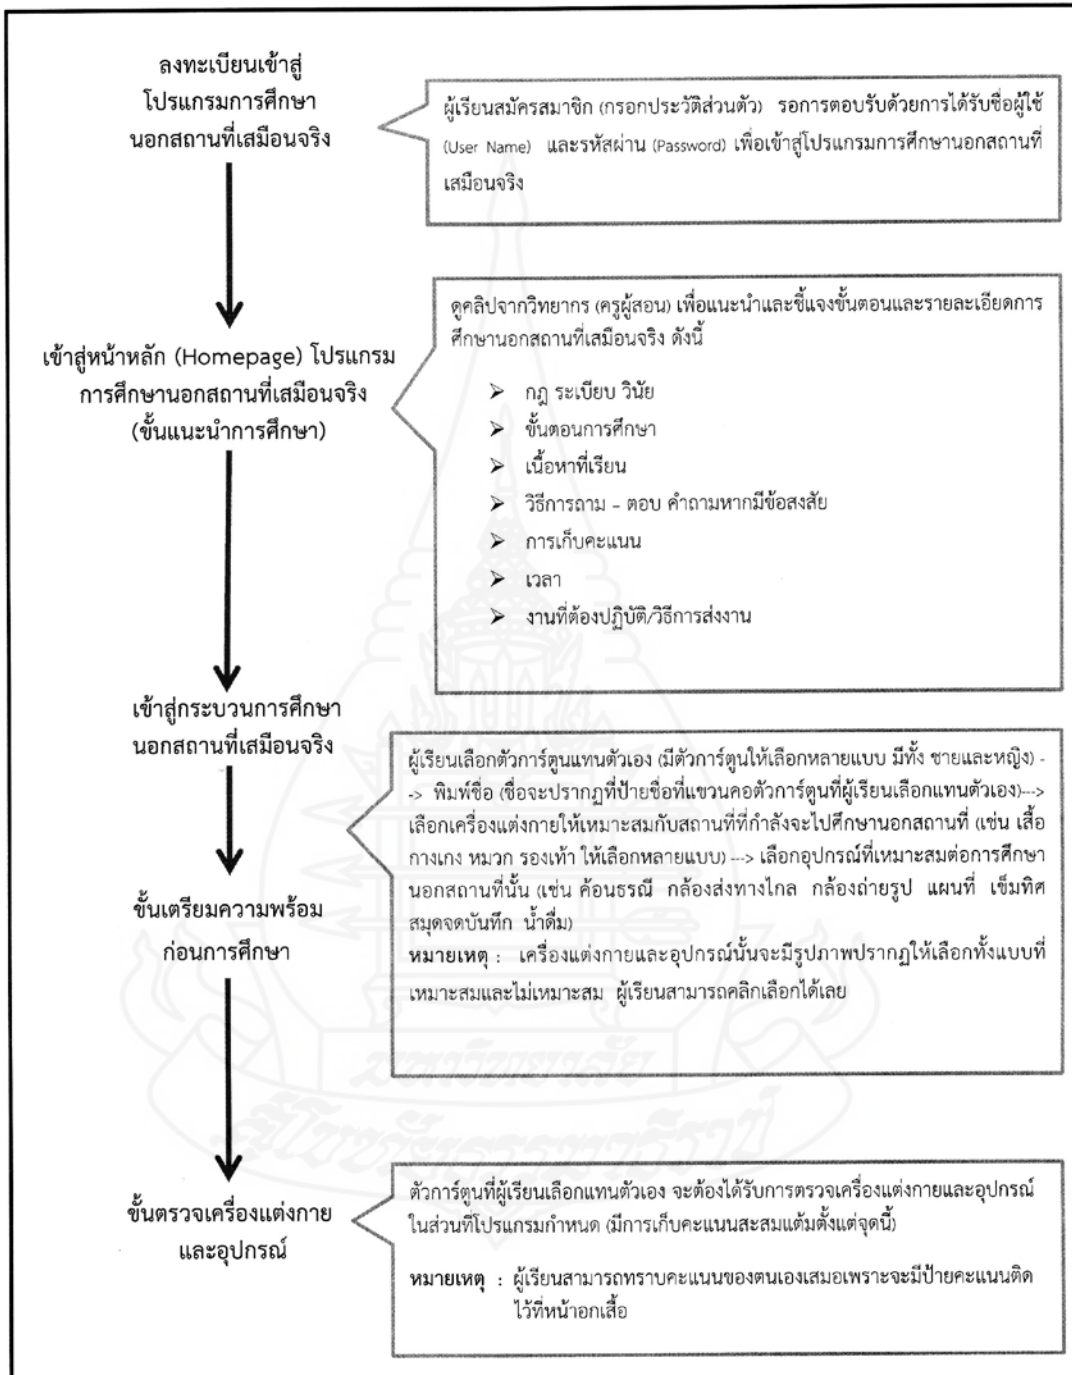 ลงทะเบียนเข้าสู่
โปรแกรมการศึกษา
นอกสถานที่เสมือนจริง
ผู้เรียนสมัครสมาชิก (กรอกประวัติส่วนตัว) รอการตอบรับด้วยการได้รับชื่อผู้ใช้
(User Name) และรหัสผ่าน (Password) เพื่อเข้าสู่โปรแกรมการศึกษานอกสถานที่
เสมือนจริง
เข้าสู่หน้าหลัก (Homepage) โปรแกรม
การศึกษานอกสถานที่เสมือนจริง
(ขั้นแนะนำการศึกษา)
ดูคลิปจากวิทยากร (ครูผู้สอน) เพื่อแนะนำและชี้แจงขั้นตอนและรายละเอียดการ
ศึกษานอกสถานที่เสมือนจริง ดังนี้
➢ กฎ ระเบียบ วินัย
➢ ขั้นตอนการศึกษา
➢ เนื้อหาที่เรียน
➢ วิธีการถาม – ตอบ คำถามหากมีข้อสงสัย
➢ การเก็บคะแนน
➢ เวลา
➢ งานที่ต้องปฏิบัติ/วิธีการส่งงาน
เข้าสู่กระบวนการศึกษา
นอกสถานที่เสมือนจริง
ขั้นเตรียมความพร้อม
ก่อนการศึกษา
ผู้เรียนเลือกตัวการ์ตูนแทนตัวเอง (มีตัวการ์ตูนให้เลือกหลายแบบ มีทั้ง ชายและหญิง) -
-> พิมพ์ชื่อ (ชื่อจะปรากฏที่ป้ายชื่อที่แขวนคอตัวการ์ตูนที่ผู้เรียนเลือกแทนตัวเอง)--->
เลือกเครื่องแต่งกายให้เหมาะสมกับสถานที่ที่กำลังจะไปศึกษานอกสถานที่ (เช่น เสื้อ
กางเกง หมวก รองเท้า ให้เลือกหลายแบบ) ---> เลือกอุปกรณ์ที่เหมาะสมต่อการศึกษา
นอกสถานที่นั้น (เช่น ค้อนธรณี กล้องส่งทางไกล กล้องถ่ายรูป แผนที่ เข็มทิศ
สมุดจดบันทึก น้ำดื่ม)
หมายเหตุ : เครื่องแต่งกายและอุปกรณ์นั้นจะมีรูปภาพปรากฏให้เลือกทั้งแบบที่
เหมาะสมและไม่เหมาะสม ผู้เรียนสามารถคลิกเลือกได้เลย
มหาวิทยาลัย
สุโขทัยธรรมาธิราช
ขั้นตรวจเครื่องแต่งกาย
และอุปกรณ์
ตัวการ์ตูนที่ผู้เรียนเลือกแทนตัวเอง จะต้องได้รับการตรวจเครื่องแต่งกายและอุปกรณ์
ในส่วนที่โปรแกรมกำหนด (มีการเก็บคะแนนสะสมแต้มตั้งแต่จุดนี้)
หมายเหตุ : ผู้เรียนสามารถทราบคะแนนของตนเองเสมอเพราะจะมีป้ายคะแนนติด
ไว้ที่หน้าอกเสื้อ